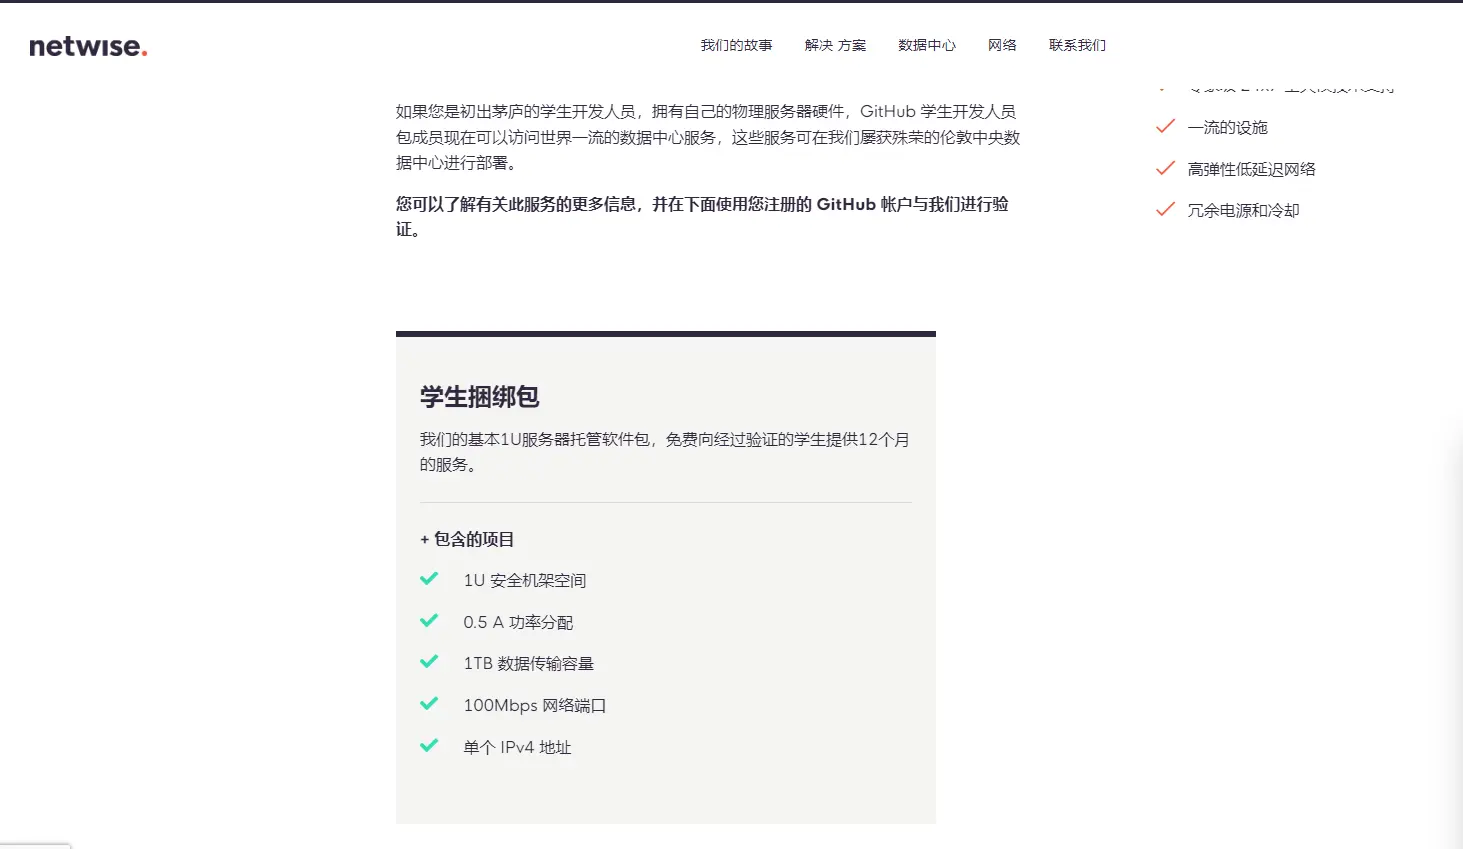 netwise.
我们的故事
解决 方案
数据中心
网络
联系我们
如果您是初出茅庐的学生开发人员，拥有自己的物理服务器硬件，GitHub 学生开发人员
包成员现在可以访问世界一流的数据中心服务，这些服务可在我们屡获殊荣的伦敦中央数
据中心进行部署。
您可以了解有关此服务的更多信息，并在下面使用您注册的 GitHub 帐户与我们进行验
证。
一流的设施
高弹性低延迟网络
冗余电源和冷却
学生捆绑包
我们的基本1U服务器托管软件包，免费向经过验证的学生提供12个月
的服务。
+ 包含的项目
1U 安全机架空间
0.5 A 功率分配
1TB 数据传输容量
100Mbps 网络端口
单个 IPv4 地址